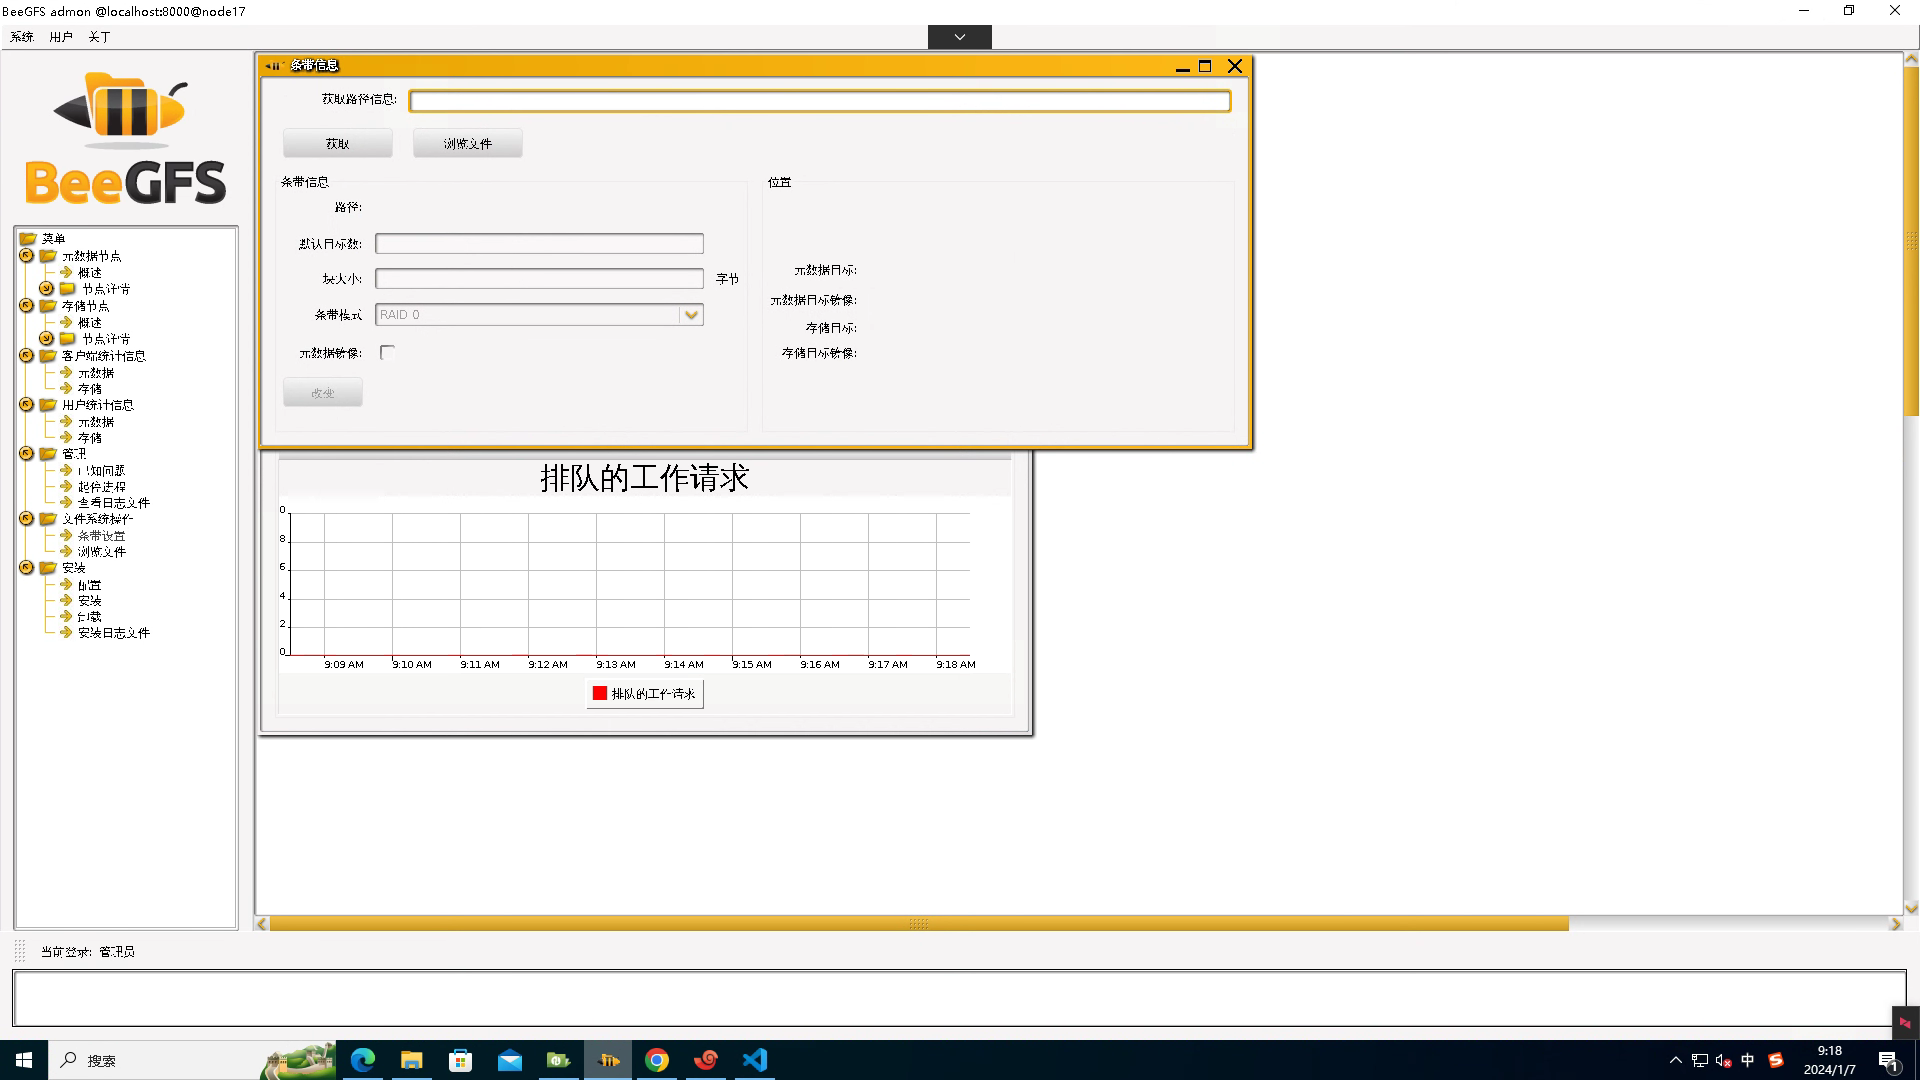 BeeGFS admon @localhost:8000@node17
系统 用户 关于
BeeGFS
菜单
元数据节点
概述
节点详情
存储节点
概述
节点详情
客户端统计信息
元数据
存储
用户统计信息
元数据
存储
管理
已知问题
起停进程
查看日志文件
文件系统操作
条带设置
浏览文件
安装
配置
安装
卸载
安装日志文件
条带信息
获取路径信息:
获取 浏览文件
条带信息
路径:
默认目标数:
块大小: 字节
条带模式 RAID 0
元数据镜像:
改变
位置
元数据目标:
元数据目标镜像:
存储目标:
存储目标镜像:
排队的工作请求
0
8
6
4
2
0
9:09 AM 9:10 AM 9:11 AM 9:12 AM 9:13 AM 9:14 AM 9:15 AM 9:16 AM 9:17 AM 9:18 AM
排队的工作请求
当前登录: 管理员
搜索
中
9:18
2024/1/7
1